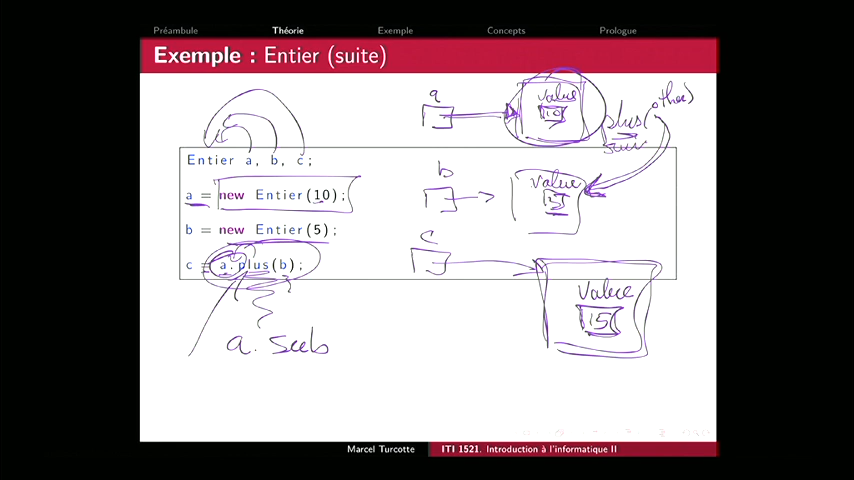 Préambule Théorie Exemple Concepts Prologue
Exemple : Entier (suite)
a
value
10
plus(other)
Entier a, b, c;
b
value
5
a = new Entier(10);
b = new Entier(5);
c
c = a.plus(b);
value
15
a. sub
Marcel Turcotte ITI 1521. Introduction à l'informatique II